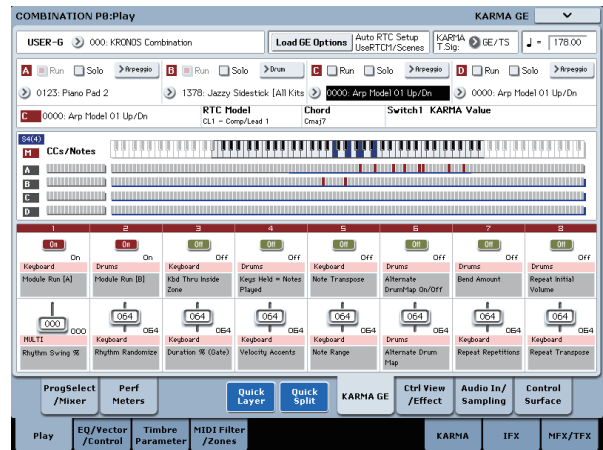 COMBINATION P0:Play KARMA GE
USER-G 000: KRONOS Combination Load GE Options Auto RTC Setup UseRTCM/Scenes KARMA T.Sig: GE/TS ♩= 178.00
A Run Solo >Arpeggio B Run Solo >Drum C Run Solo >Arpeggio D Run Solo >Arpeggio
0123: Piano Pad 2 1378: Jazzy Sidestick [All Kits 0000: Arp Model 01 Up/Dn 0000: Arp Model 01 Up/Dn
C 0000: Arp Model 01 Up/Dn RTC Model CL1 - Comp/Lead 1 Chord Cmaj7 Switch1 KARMA Value
S4(4)
M CCs/Notes
A
B
C
D
1 2 3 4 5 6 7 8
On On Off Off Off Off Off Off
On On Off Off Off Off Off Off
Keyboard Drums Keyboard Drums Keyboard Drums Keyboard Drums
Module Run [A] Module Run [B] Kbd Thru Inside Zone Keys Held = Notes Played Note Transpose Alternate DrumMap On/Off Bend Amount Repeat Initial Volume
000 064 064 064 064 064 064 064
000 064 064 064 064 064 064 064
MULTI Keyboard Keyboard Keyboard Keyboard Drums Keyboard Keyboard
Rhythm Swing % Rhythm Randomize Duration % (Gate) Velocity Accents Note Range Alternate Drum Map Repeat Repetitions Repeat Transpose
ProgSelect /Mixer Perf Meters Quick Layer Quick Split KARMA GE Ctrl View /Effect Audio In/ Sampling Control Surface
Play EQ/Vector /Control Timbre Parameter MIDI Filter /Zones KARMA IFX MFX/TFX